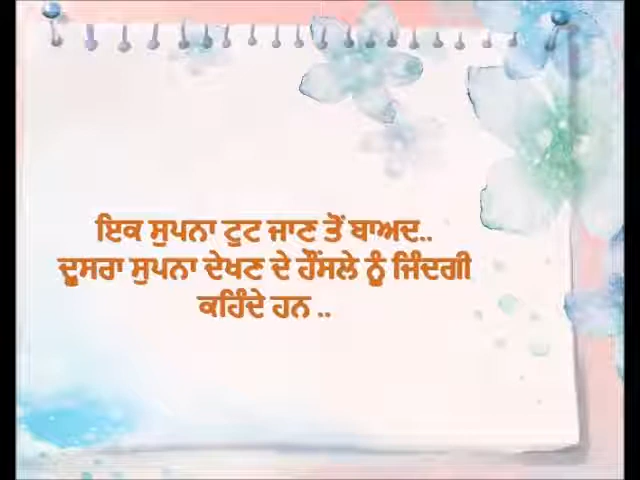 ਇਕ ਸੁਪਨਾ ਟੁਟ ਜਾਣ ਤੋਂ ਬਾਅਦ..
ਦੂਸਰਾ ਸੁਪਨਾ ਦੇਖਣ ਦੇ ਹੌਂਸਲੇ ਨੂੰ ਜਿੰਦਗੀ
ਕਹਿੰਦੇ ਹਨ ..